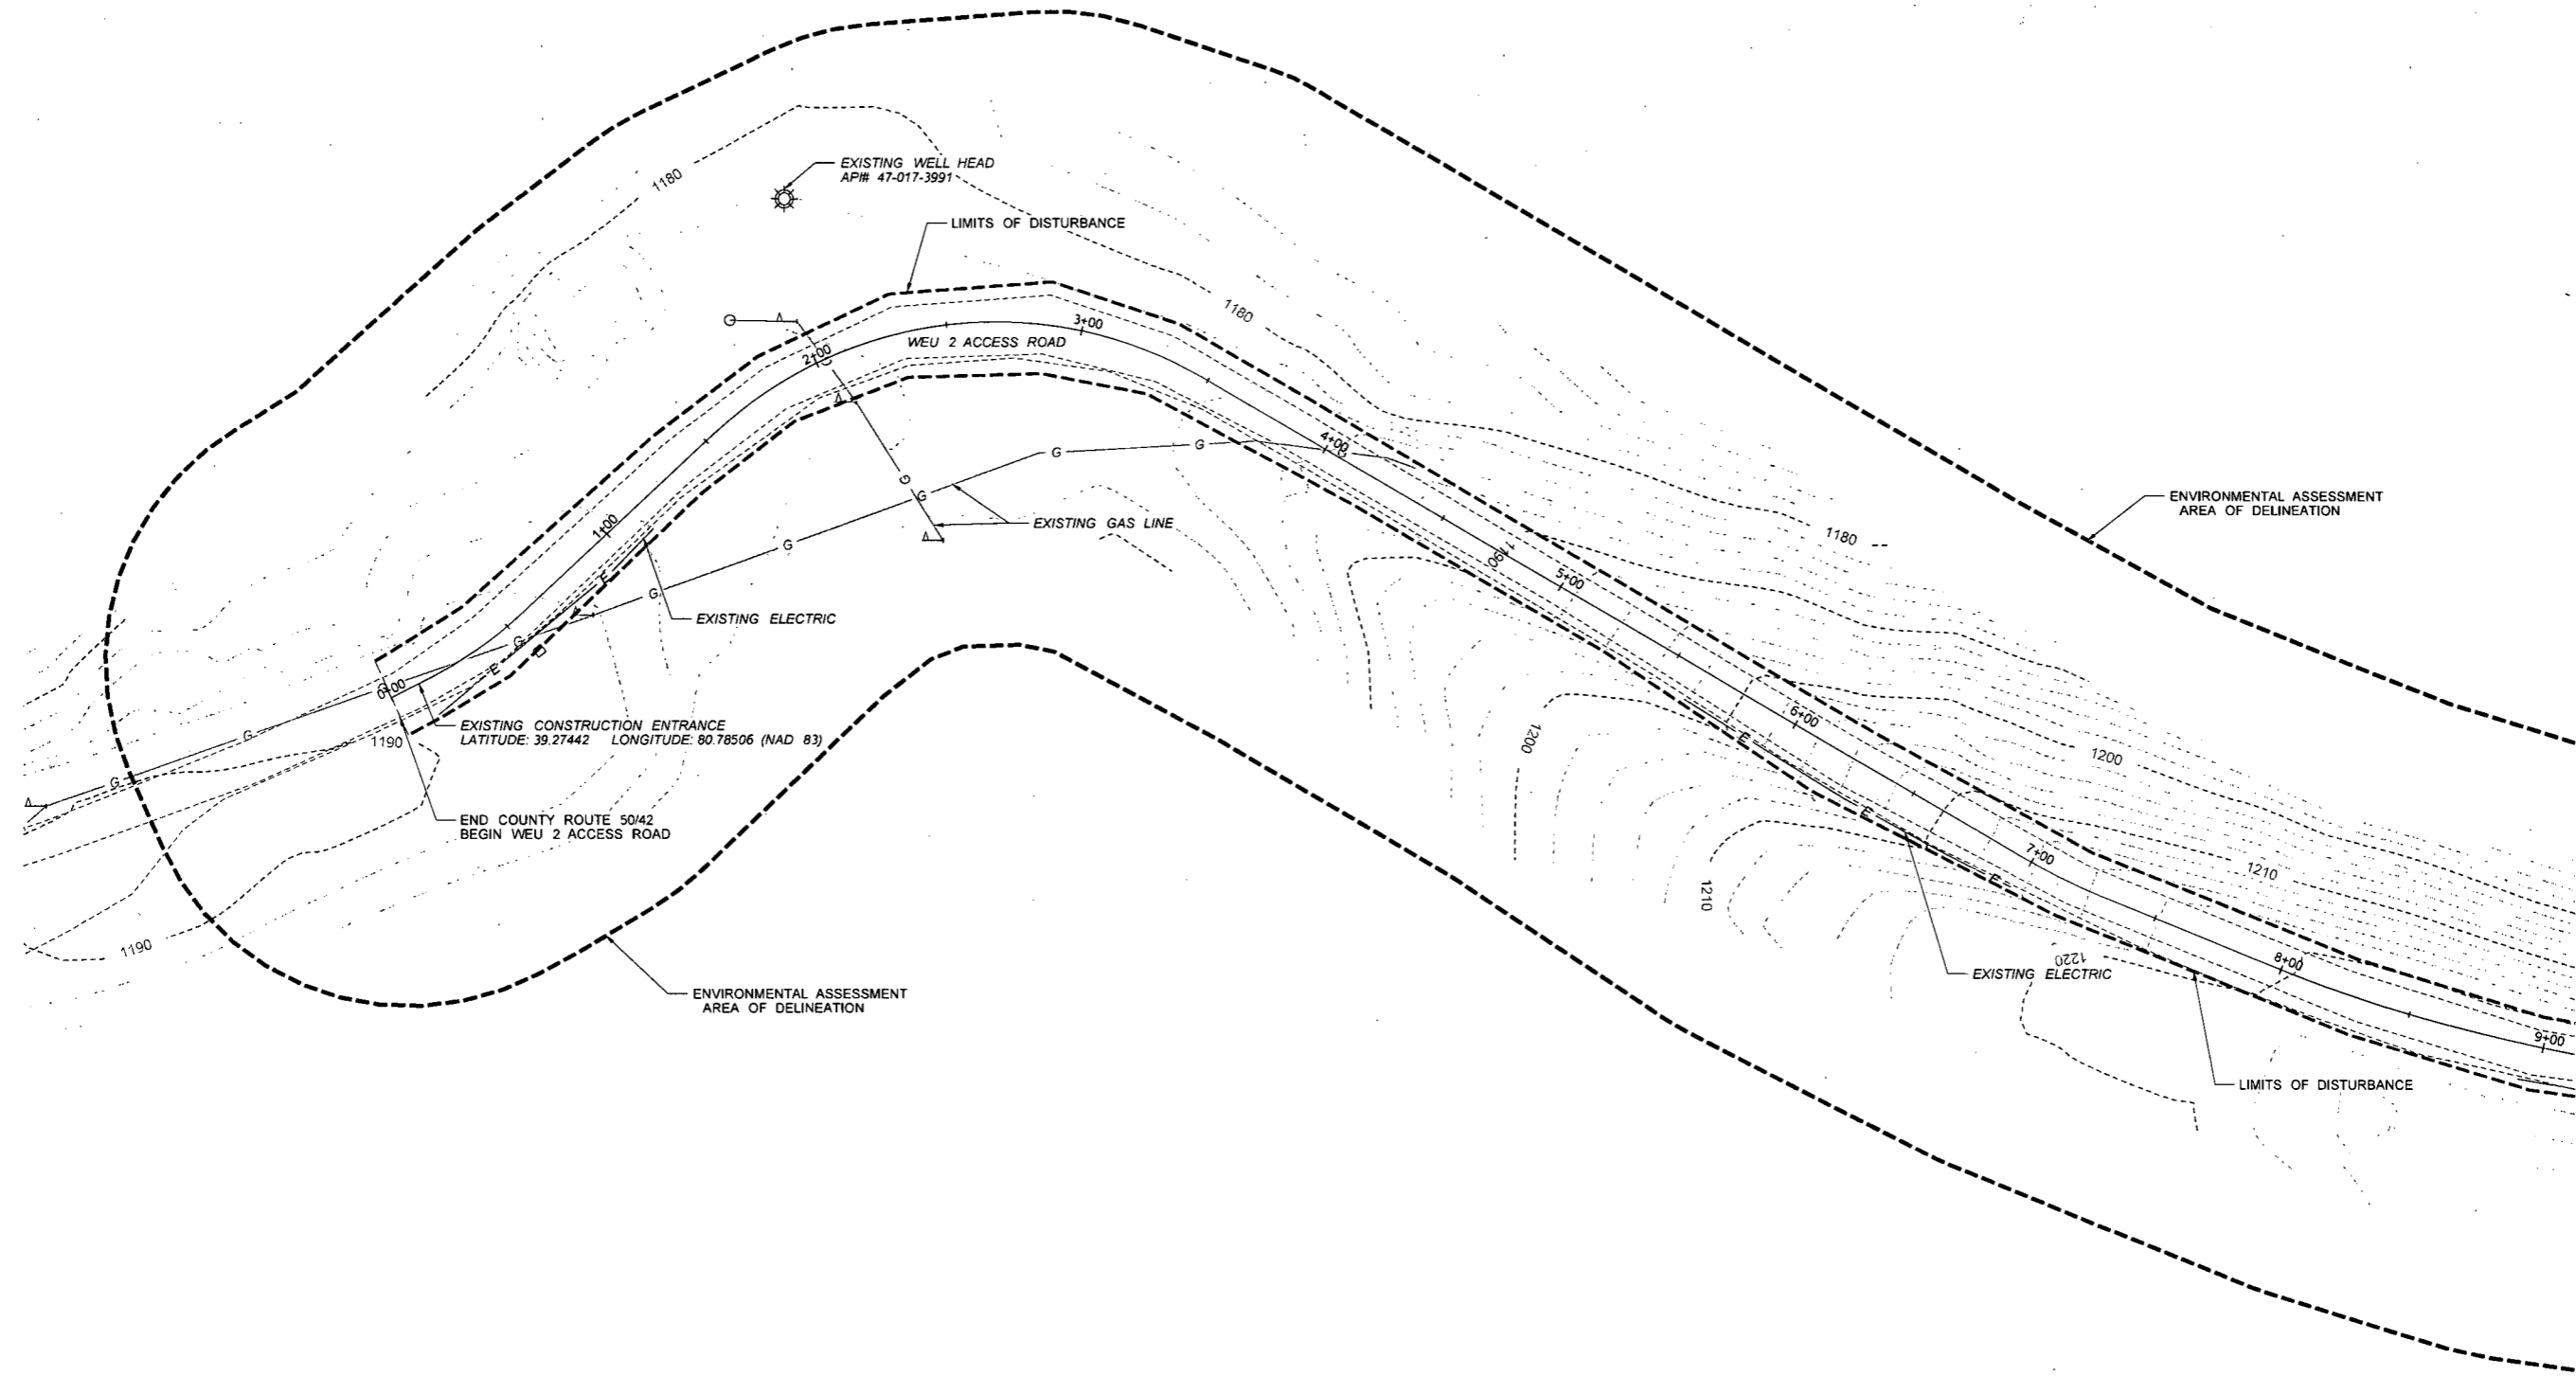 EXISTING WELL HEAD
API# 47-017-3991
1180
LIMITS OF DISTURBANCE
1180
3+00
WEU 2 ACCESS ROAD
2+00
4+00
G
G
G
G
G
EXISTING GAS LINE
ENVIRONMENTAL ASSESSMENT
AREA OF DELINEATION
1180
1+00
1190
5+00
G
G
E
EXISTING ELECTRIC
G
E
0+00
6+00
EXISTING CONSTRUCTION ENTRANCE
LATITUDE: 39.27442 LONGITUDE: 80.78506 (NAD 83)
G
1190
1200
E
1200
G
END COUNTY ROUTE 50/42
BEGIN WEU 2 ACCESS ROAD
E
7+00
1210
E
1210
1190
1220
8+00
EXISTING ELECTRIC
ENVIRONMENTAL ASSESSMENT
AREA OF DELINEATION
9+00
LIMITS OF DISTURBANCE